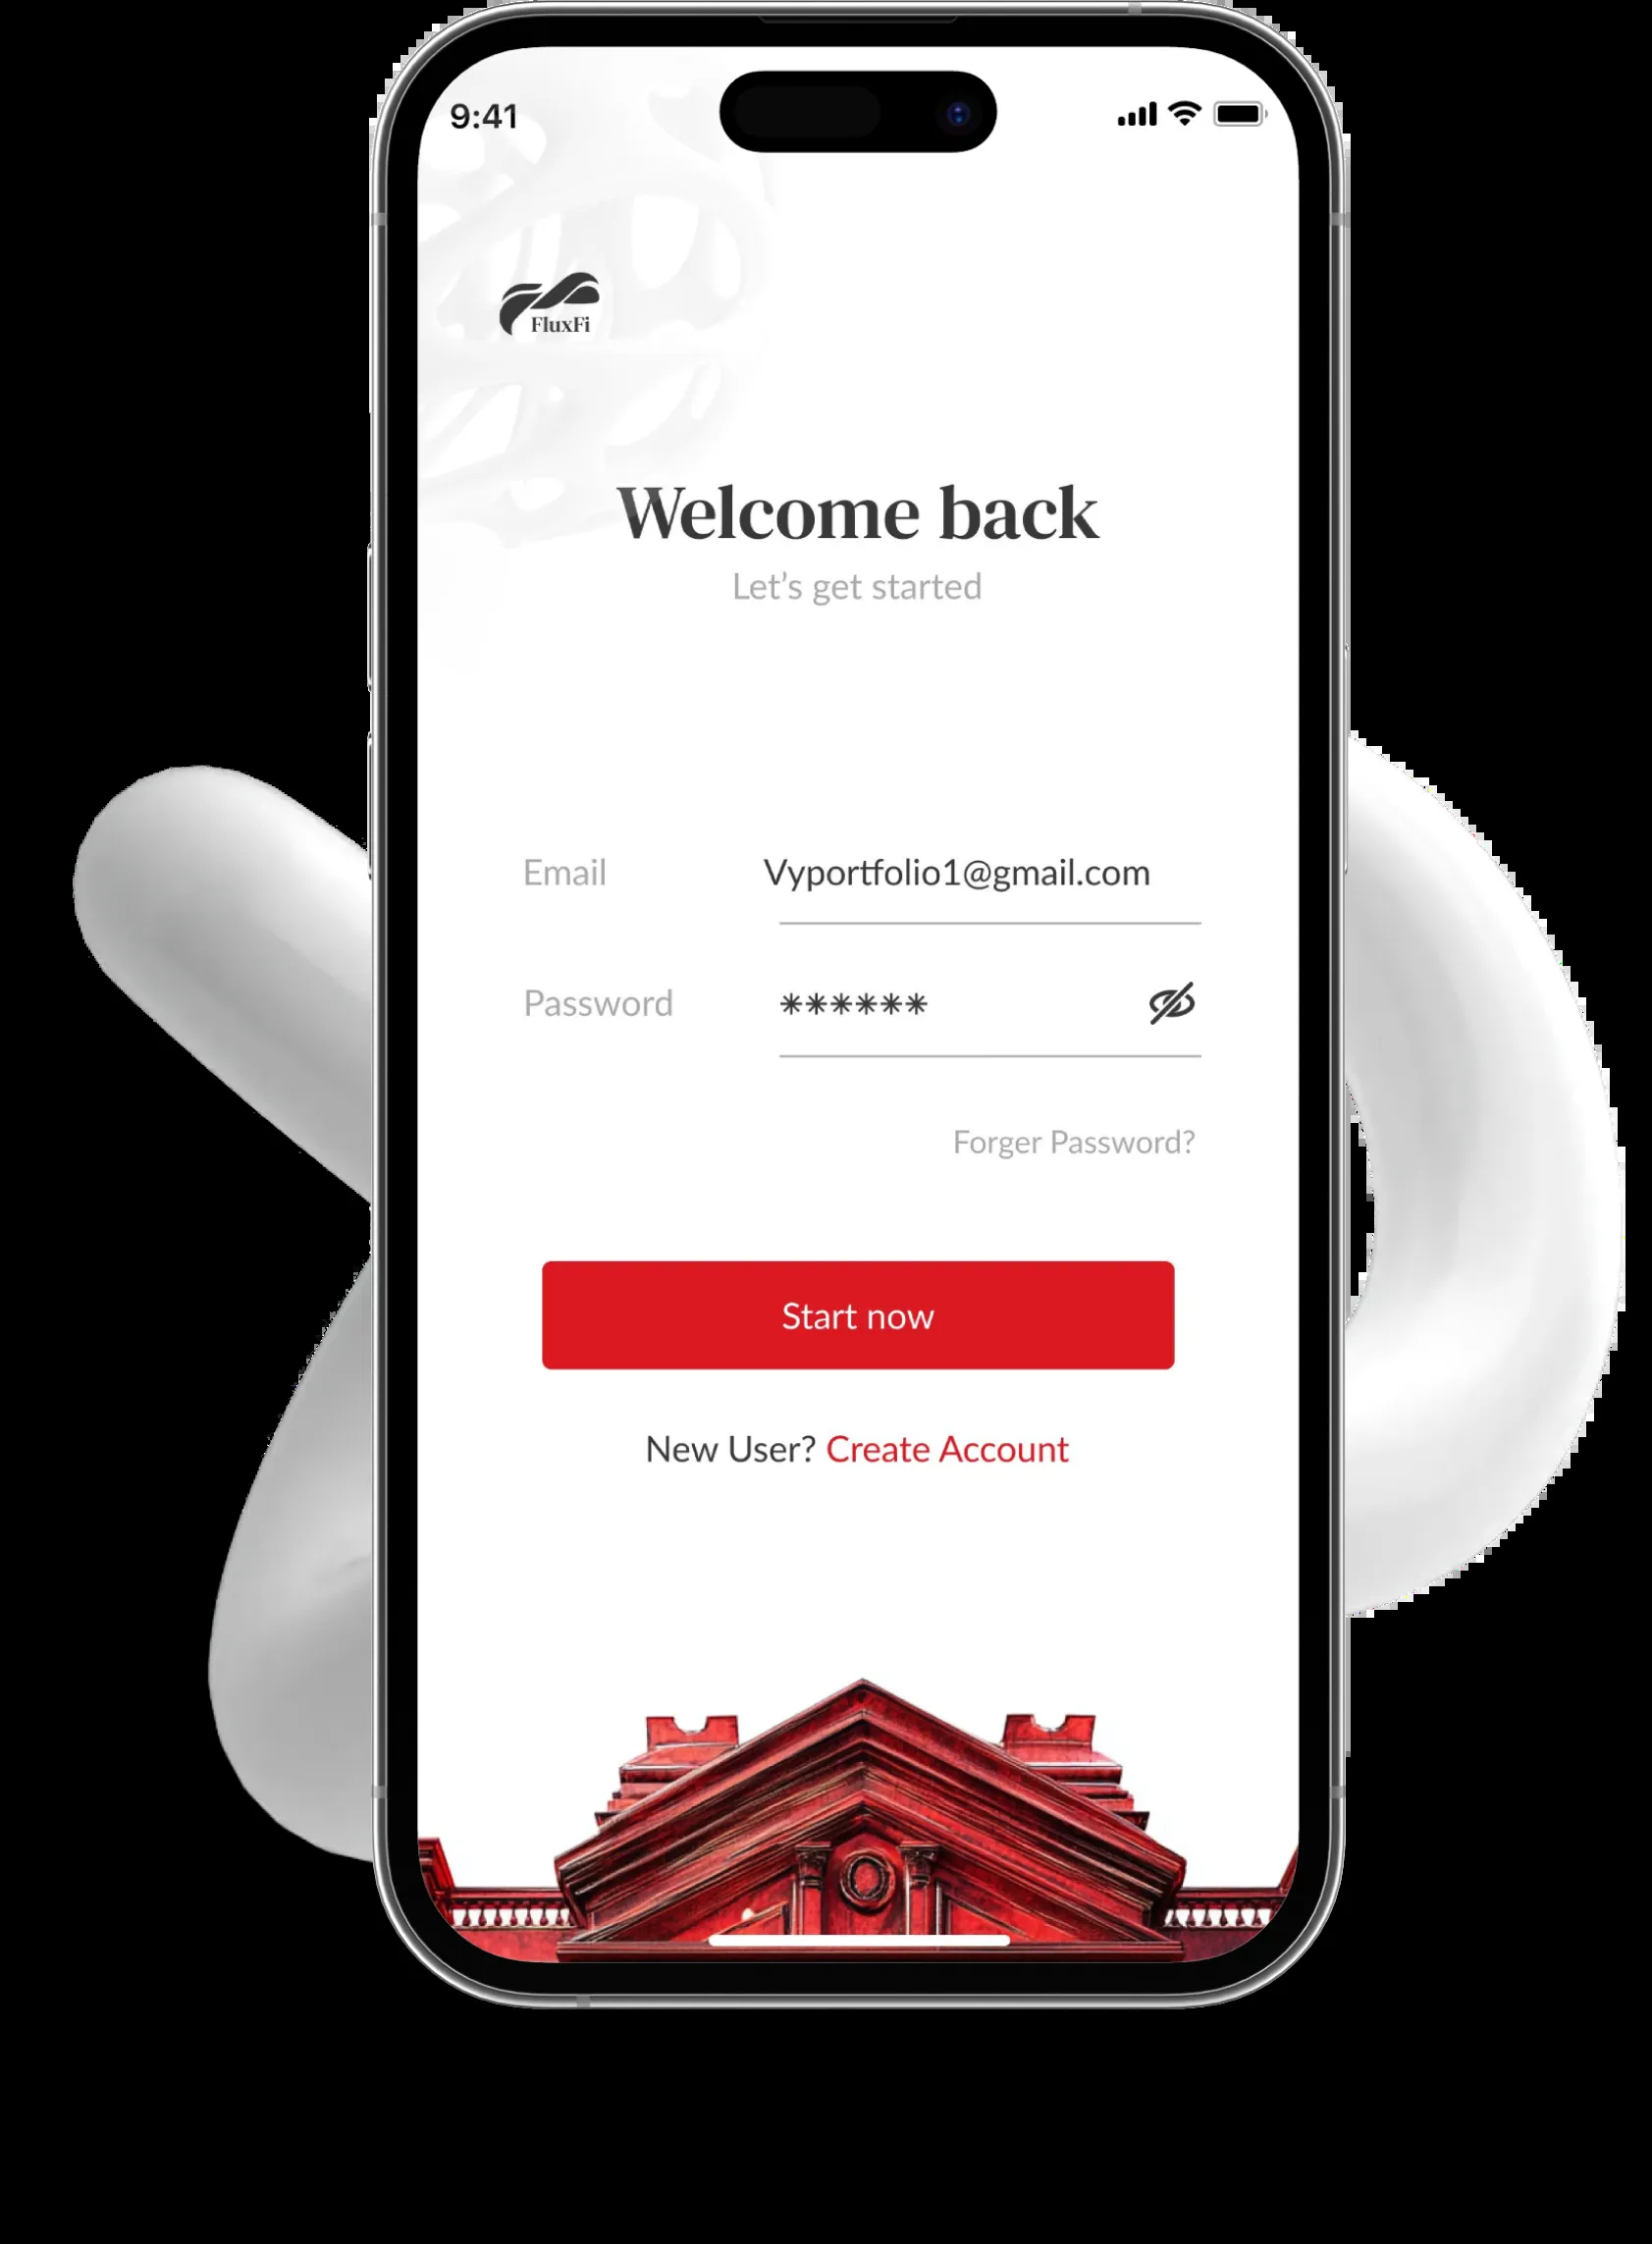 9:41
FluxFi
Welcome back
Let's get started
Email Vyportfolio1@gmail.com
Password ******
Forger Password?
Start now
New User? Create Account